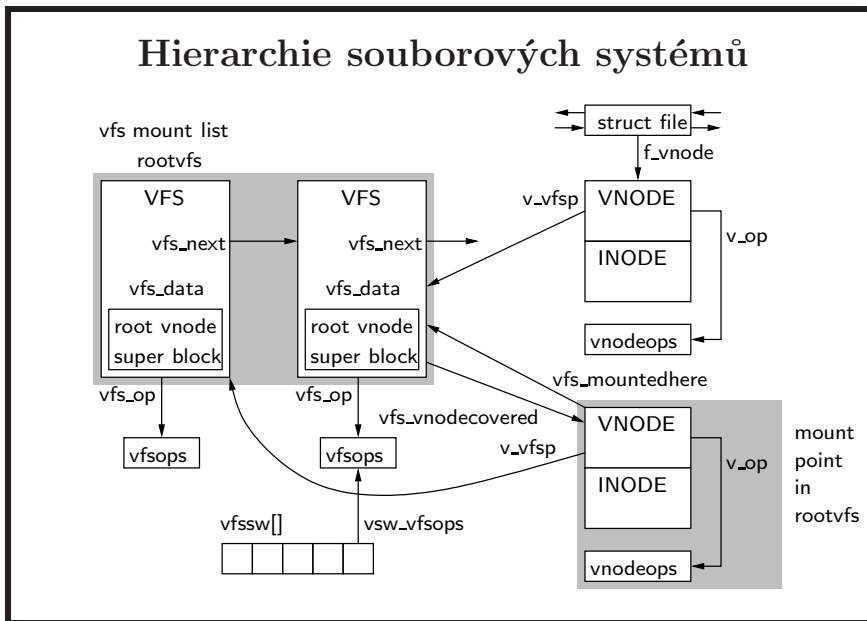 Hierarchie souborových systémů
vfs mount list
rootvfs
struct file
f_vnode
VFS
vfs_next
vfs_data
root vnode
super block
vfs_op
vfsops
VFS
vfs_next
vfs_data
root vnode
super block
vfs_op
vfsops
v_vfsp
VNODE
INODE
v_op
vnodeops
vfs_mountedhere
vfs_vnodecovered
v_vfsp
VNODE
INODE
v_op
vnodeops
mount
point
in
rootvfs
vfssw[]
vsw_vfsops